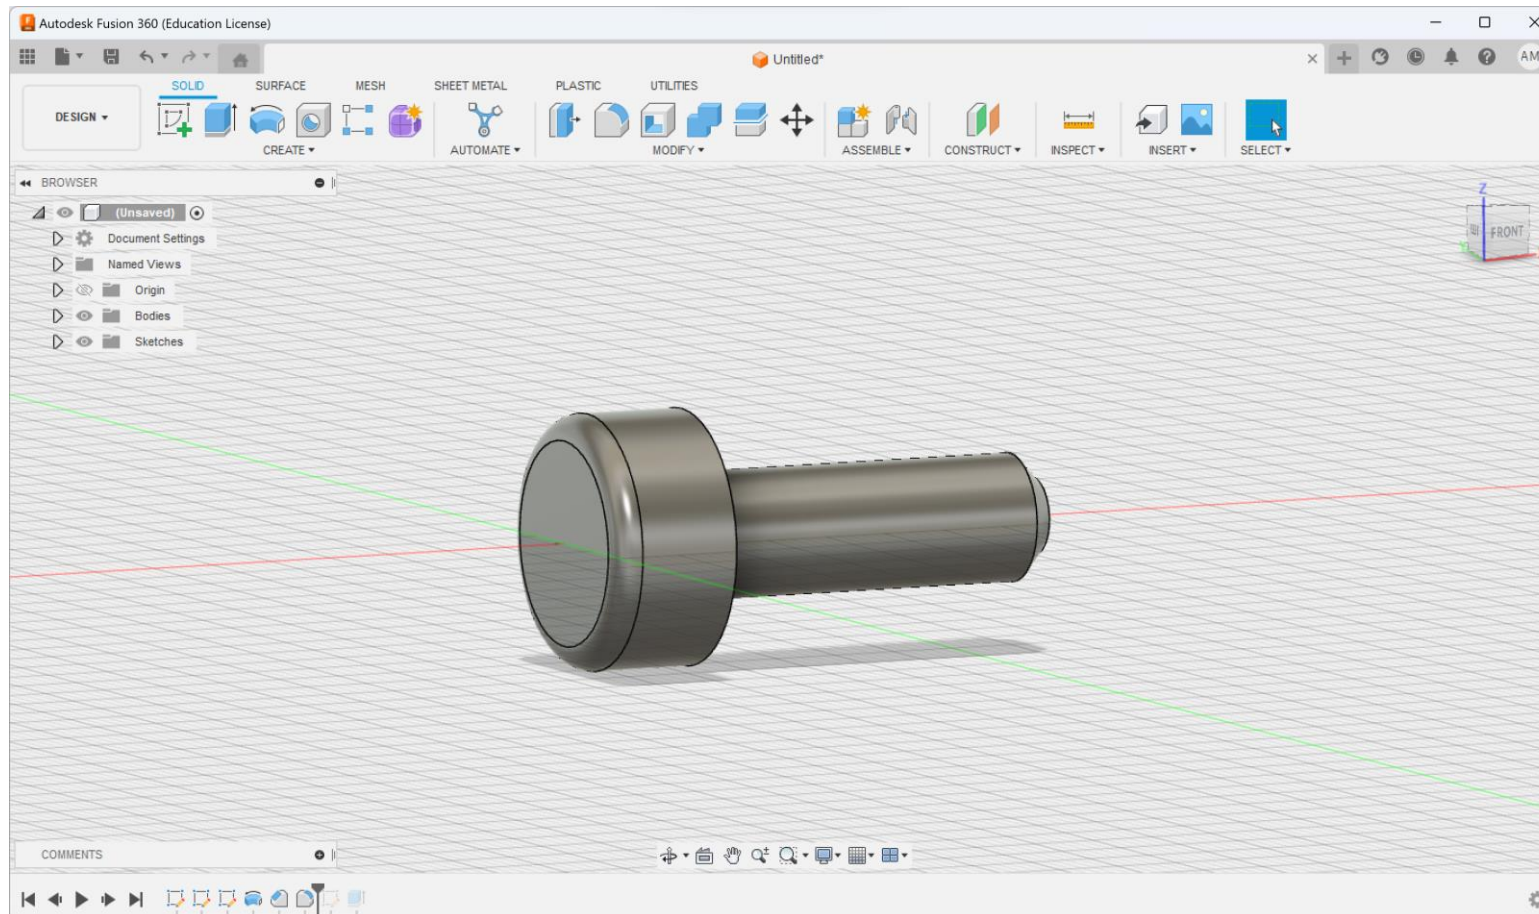 Autodesk Fusion 360 (Education License)
Untitled*
AM
SOLID SURFACE MESH SHEET METAL PLASTIC UTILITIES
DESIGN
CREATE AUTOMATE MODIFY ASSEMBLE CONSTRUCT INSPECT INSERT SELECT
BROWSER
(Unsaved)
Document Settings
Named Views
Origin
Bodies
Sketches
Z
FRONT
Y
COMMENTS